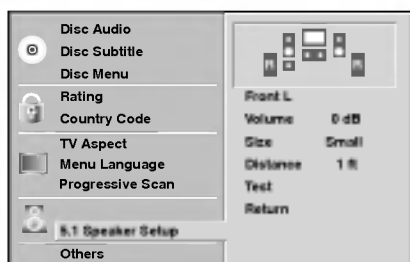 Disc Audio
Disc Subtitle
Disc Menu
Rating
Country Code
TV Aspect
Menu Language
Progressive Scan
5.1 Speaker Setup
Others
Front L
Volume 0 dB
Size Small
Distance 1 ft
Test
Return